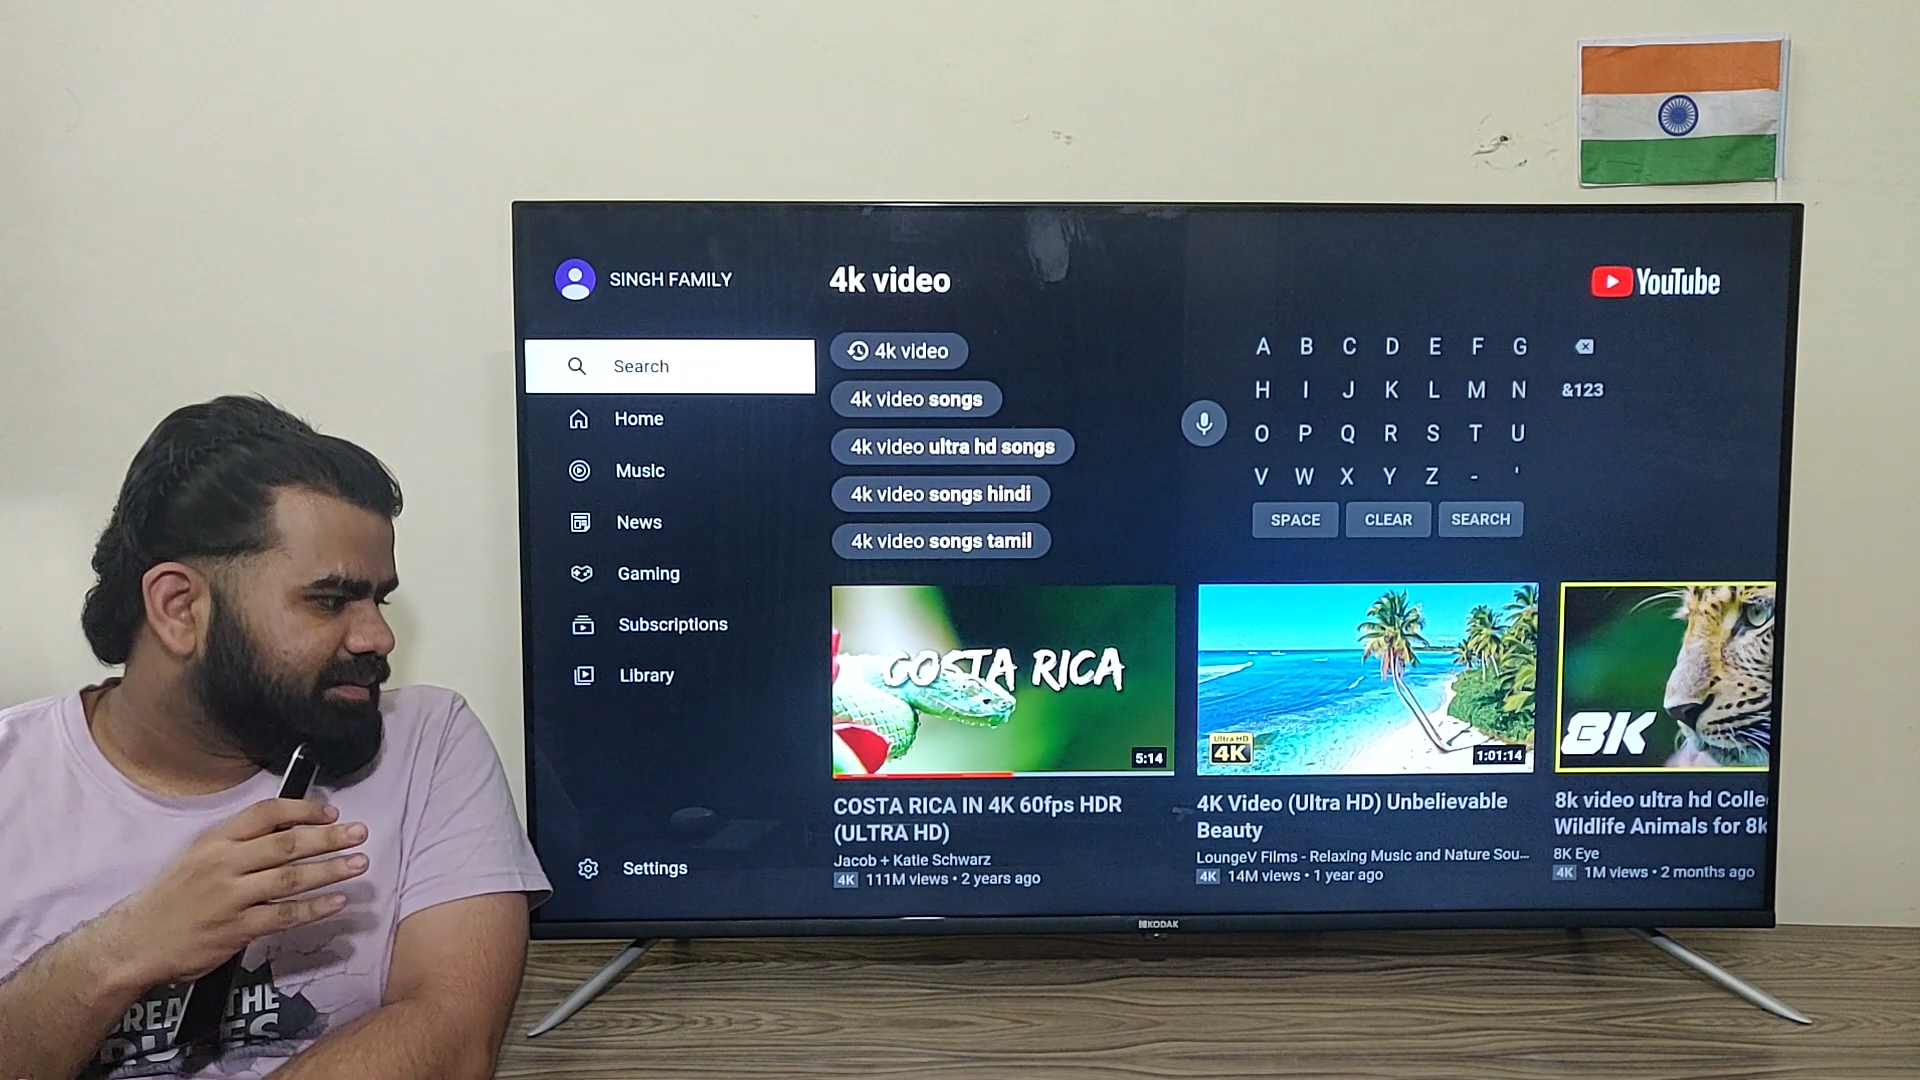 SINGH FAMILY
4k video
YouTube
Search
Home
Music
News
Gaming
Subscriptions
Library
Settings
4k video
4k video songs
4k video ultra hd songs
4k video songs hindi
4k video songs tamil
A B C D E F G
H I J K L M N &123
O P Q R S T U
V W X Y Z - '
SPACE CLEAR SEARCH
COSTA RICA
5:14
COSTA RICA IN 4K 60fps HDR
(ULTRA HD)
Jacob + Katie Schwarz
4K 111M views • 2 years ago
Ultra HD
4K
1:01:14
4K Video (Ultra HD) Unbelievable
Beauty
LoungeV Films - Relaxing Music and Nature Sou...
4K 14M views • 1 year ago
8K
8k video ultra hd Colle
Wildlife Animals for 8k
8K Eye
4K 1M views • 2 months ago
KODAK
THE